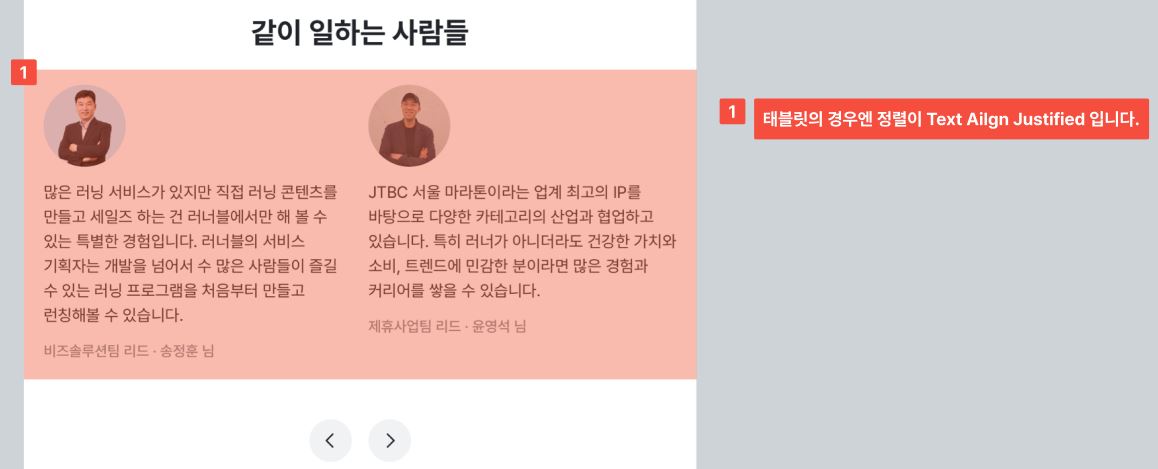 같이 일하는 사람들
1
많은 러닝 서비스가 있지만 직접 러닝 콘텐츠를
만들고 세일즈 하는 건 러너블에서만 해 볼 수
있는 특별한 경험입니다. 러너블의 서비스
기획자는 개발을 넘어서 수 많은 사람들이 즐길
수 있는 러닝 프로그램을 처음부터 만들고
런칭해볼 수 있습니다.
비즈솔루션팀 리드 · 송정훈 님
JTBC 서울 마라톤이라는 업계 최고의 IP를
바탕으로 다양한 카테고리의 산업과 협업하고
있습니다. 특히 러너가 아니더라도 건강한 가치와
소비, 트렌드에 민감한 분이라면 많은 경험과
커리어를 쌓을 수 있습니다.
제휴사업팀 리드 · 윤영석 님
1
태블릿의 경우엔 정렬이 Text Ailgn Justified 입니다.